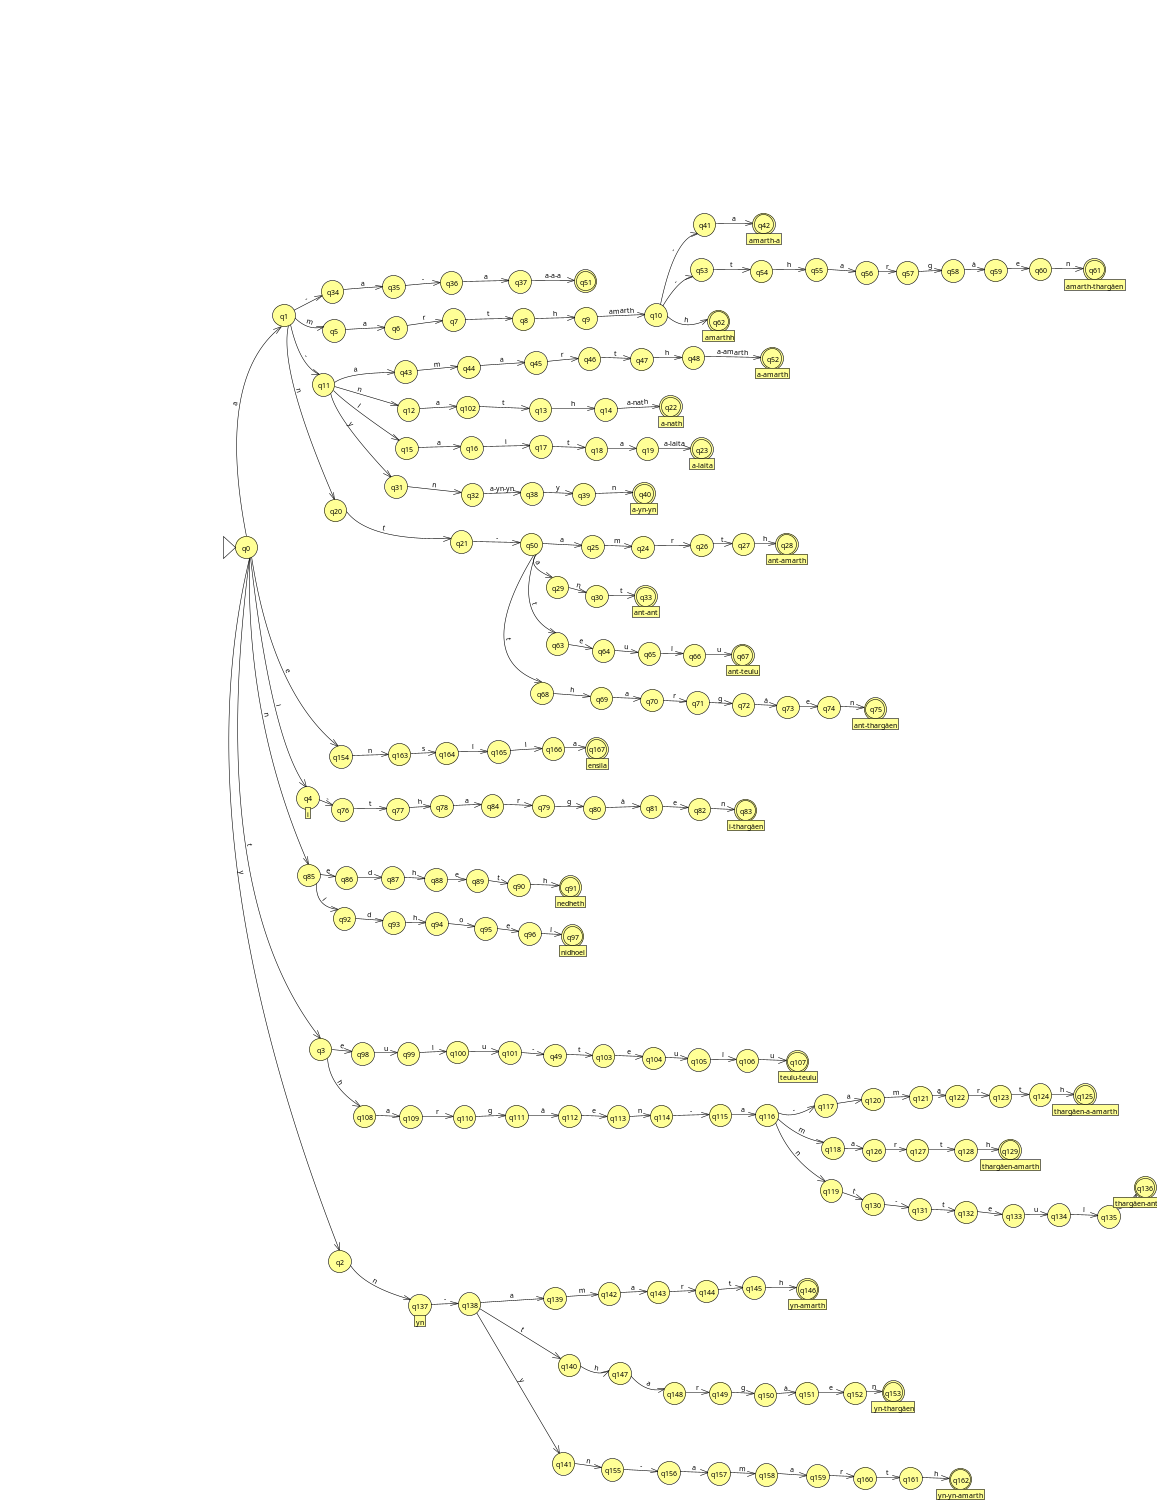 q41 a q42
amarth-a
q53 t q54 h q55 a q56 r q57 g q58 â q59 e q60 n q61
amarth-thargâen
q34 a q35 - q36 a q37 a-a-a q51
q1 - m - n
q5 a q6 r q7 t q8 h q9 amarth q10 - - h q62
amarthh
q11 a q43 m q44 a q45 r q46 t q47 h q48 a-amarth q52
a-amarth
n q12 a q102 t q13 h q14 a-nath q22
a-nath
l q15 a q16 i q17 t q18 a q19 a-laita q23
a-laita
y q31 n q32 a-yn-yn q38 y q39 n q40
a-yn-yn
q20 t q21 - q50 a q25 m q24 r q26 t q27 h q28
ant-amarth
q0 a e i n t y
a q29 n q30 t q33
ant-ant
t q63 e q64 u q65 l q66 u q67
ant-teulu
t q68 h q69 a q70 r q71 g q72 â q73 e q74 n q75
ant-thargâen
q154 n q163 s q164 i q165 l q166 a q167
ensila
q4 - q76 t q77 h q78 a q84 r q79 g q80 â q81 e q82 n q83
i
i-thargâen
q85 e q86 d q87 h q88 e q89 t q90 h q91
nedheth
i q92 d q93 h q94 o q95 e q96 l q97
nidhoel
q3 e q98 u q99 l q100 u q101 - q49 t q103 e q104 u q105 l q106 u q107
teulu-teulu
h q108 a q109 r q110 g q111 â q112 e q113 n q114 - q115 a q116 - q117 a q120 m q121 a q122 r q123 t q124 h q125
thargâen-a-amarth
m q118 a q126 r q127 t q128 h q129
thargâen-amarth
n q119 t q130 - q131 t q132 e q133 u q134 l q135 q136
thargâen-ant
q2 n q137 - q138 a q139 m q142 a q143 r q144 t q145 h q146
yn
yn-amarth
t q140 h q147 a q148 r q149 g q150 â q151 e q152 n q153
yn-thargâen
y q141 n q155 - q156 a q157 m q158 a q159 r q160 t q161 h q162
yn-yn-amarth